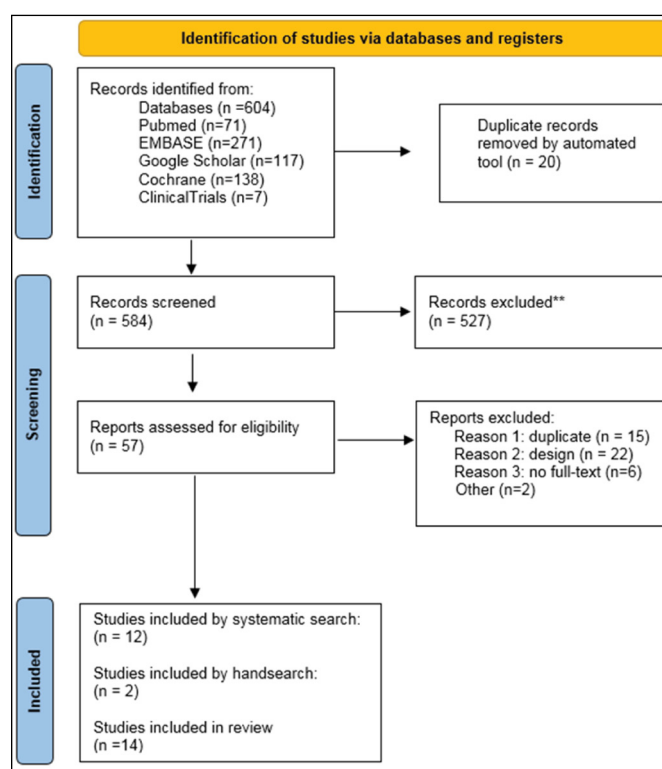 Identification of studies via databases and registers
Identification
Records identified from:
Databases (n =604)
Pubmed (n=71)
EMBASE (n=271)
Google Scholar (n=117)
Cochrane (n=138)
ClinicalTrials (n=7)
Duplicate records
removed by automated
tool (n = 20)
Screening
Records screened
(n = 584)
Records excluded**
(n = 527)
Reports assessed for eligibility
(n = 57)
Reports excluded:
Reason 1: duplicate (n = 15)
Reason 2: design (n = 22)
Reason 3: no full-text (n=6)
Other (n=2)
Included
Studies included by systematic search:
(n = 12)
Studies included by handsearch:
(n = 2)
Studies included in review
(n =14)